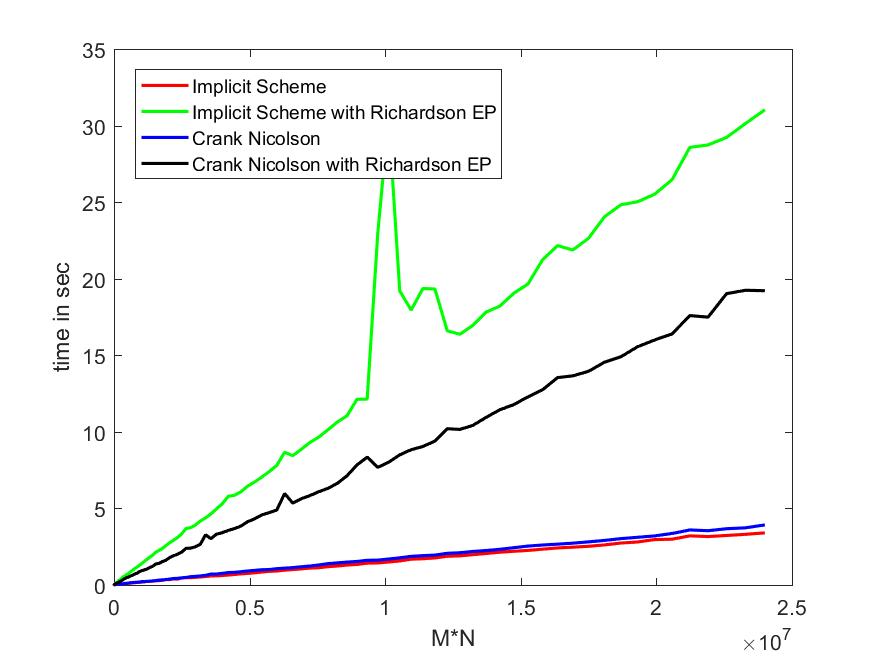 35
30
25
20
15
10
5
0
time in sec
Implicit Scheme
Implicit Scheme with Richardson EP
Crank Nicolson
Crank Nicolson with Richardson EP
0 0.5 1 1.5 2 2.5
M*N
×10⁷